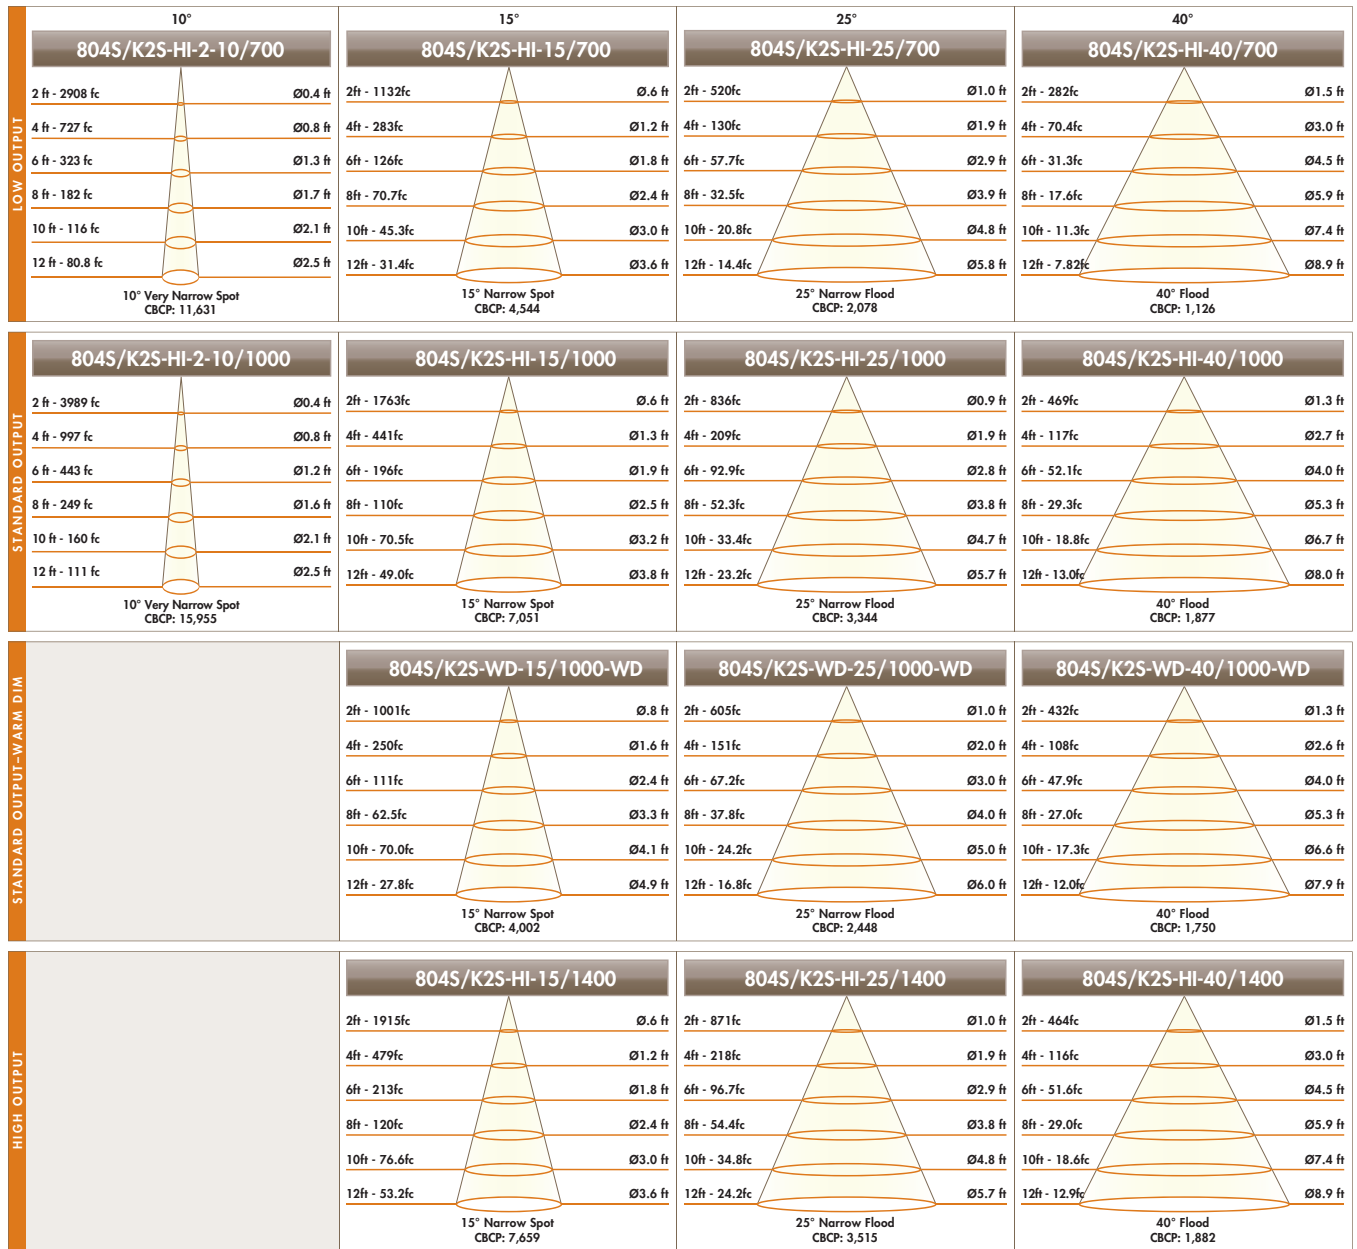 10°
15°
25°
40°
LOW OUTPUT
804S/K2S-HI-2-10/700
2 ft - 2908 fc Ø0.4 ft
4 ft - 727 fc Ø0.8 ft
6 ft - 323 fc Ø1.3 ft
8 ft - 182 fc Ø1.7 ft
10 ft - 116 fc Ø2.1 ft
12 ft - 80.8 fc Ø2.5 ft
10° Very Narrow Spot
CBCP: 11,631
804S/K2S-HI-15/700
2ft - 1132fc Ø.6 ft
4ft - 283fc Ø1.2 ft
6ft - 126fc Ø1.8 ft
8ft - 70.7fc Ø2.4 ft
10ft - 45.3fc Ø3.0 ft
12ft - 31.4fc Ø3.6 ft
15° Narrow Spot
CBCP: 4,544
804S/K2S-HI-25/700
2ft - 520fc Ø1.0 ft
4ft - 130fc Ø1.9 ft
6ft - 57.7fc Ø2.9 ft
8ft - 32.5fc Ø3.9 ft
10ft - 20.8fc Ø4.8 ft
12ft - 14.4fc Ø5.8 ft
25° Narrow Flood
CBCP: 2,078
804S/K2S-HI-40/700
2ft - 282fc Ø1.5 ft
4ft - 70.4fc Ø3.0 ft
6ft - 31.3fc Ø4.5 ft
8ft - 17.6fc Ø5.9 ft
10ft - 11.3fc Ø7.4 ft
12ft - 7.82fc Ø8.9 ft
40° Flood
CBCP: 1,126
STANDARD OUTPUT
804S/K2S-HI-2-10/1000
2 ft - 3989 fc Ø0.4 ft
4 ft - 997 fc Ø0.8 ft
6 ft - 443 fc Ø1.2 ft
8 ft - 249 fc Ø1.6 ft
10 ft - 160 fc Ø2.1 ft
12 ft - 111 fc Ø2.5 ft
10° Very Narrow Spot
CBCP: 15,955
804S/K2S-HI-15/1000
2ft - 1763fc Ø.6 ft
4ft - 441fc Ø1.3 ft
6ft - 196fc Ø1.9 ft
8ft - 110fc Ø2.5 ft
10ft - 70.5fc Ø3.2 ft
12ft - 49.0fc Ø3.8 ft
15° Narrow Spot
CBCP: 7,051
804S/K2S-HI-25/1000
2ft - 836fc Ø0.9 ft
4ft - 209fc Ø1.9 ft
6ft - 92.9fc Ø2.8 ft
8ft - 52.3fc Ø3.8 ft
10ft - 33.4fc Ø4.7 ft
12ft - 23.2fc Ø5.7 ft
25° Narrow Flood
CBCP: 3,344
804S/K2S-HI-40/1000
2ft - 469fc Ø1.3 ft
4ft - 117fc Ø2.7 ft
6ft - 52.1fc Ø4.0 ft
8ft - 29.3fc Ø5.3 ft
10ft - 18.8fc Ø6.7 ft
12ft - 13.0fc Ø8.0 ft
40° Flood
CBCP: 1,877
STANDARD OUTPUT–WARM DIM
804S/K2S-WD-15/1000-WD
2ft - 1001fc Ø.8 ft
4ft - 250fc Ø1.6 ft
6ft - 111fc Ø2.4 ft
8ft - 62.5fc Ø3.3 ft
10ft - 70.0fc Ø4.1 ft
12ft - 27.8fc Ø4.9 ft
15° Narrow Spot
CBCP: 4,002
804S/K2S-WD-25/1000-WD
2ft - 605fc Ø1.0 ft
4ft - 151fc Ø2.0 ft
6ft - 67.2fc Ø3.0 ft
8ft - 37.8fc Ø4.0 ft
10ft - 24.2fc Ø5.0 ft
12ft - 16.8fc Ø6.0 ft
25° Narrow Flood
CBCP: 2,448
804S/K2S-WD-40/1000-WD
2ft - 432fc Ø1.3 ft
4ft - 108fc Ø2.6 ft
6ft - 47.9fc Ø4.0 ft
8ft - 27.0fc Ø5.3 ft
10ft - 17.3fc Ø6.6 ft
12ft - 12.0fc Ø7.9 ft
40° Flood
CBCP: 1,750
HIGH OUTPUT
804S/K2S-HI-15/1400
2ft - 1915fc Ø.6 ft
4ft - 479fc Ø1.2 ft
6ft - 213fc Ø1.8 ft
8ft - 120fc Ø2.4 ft
10ft - 76.6fc Ø3.0 ft
12ft - 53.2fc Ø3.6 ft
15° Narrow Spot
CBCP: 7,659
804S/K2S-HI-25/1400
2ft - 871fc Ø1.0 ft
4ft - 218fc Ø1.9 ft
6ft - 96.7fc Ø2.9 ft
8ft - 54.4fc Ø3.8 ft
10ft - 34.8fc Ø4.8 ft
12ft - 24.2fc Ø5.7 ft
25° Narrow Flood
CBCP: 3,515
804S/K2S-HI-40/1400
2ft - 464fc Ø1.5 ft
4ft - 116fc Ø3.0 ft
6ft - 51.6fc Ø4.5 ft
8ft - 29.0fc Ø5.9 ft
10ft - 18.6fc Ø7.4 ft
12ft - 12.9fc Ø8.9 ft
40° Flood
CBCP: 1,882